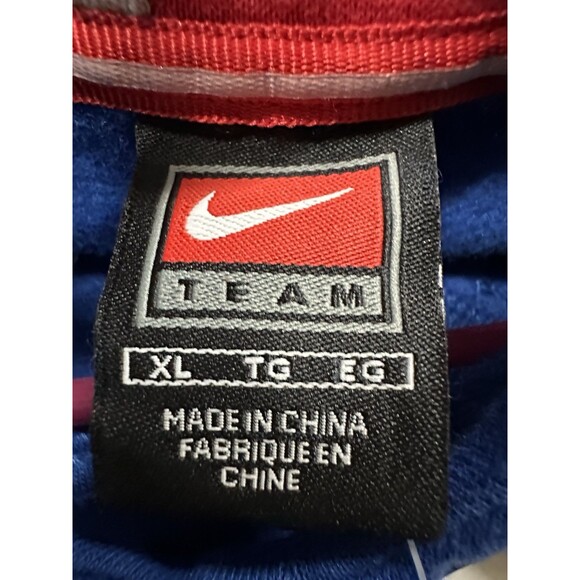 TEAM
XL TG EG
MADE IN CHINA
FABRIQUE EN
CHINE